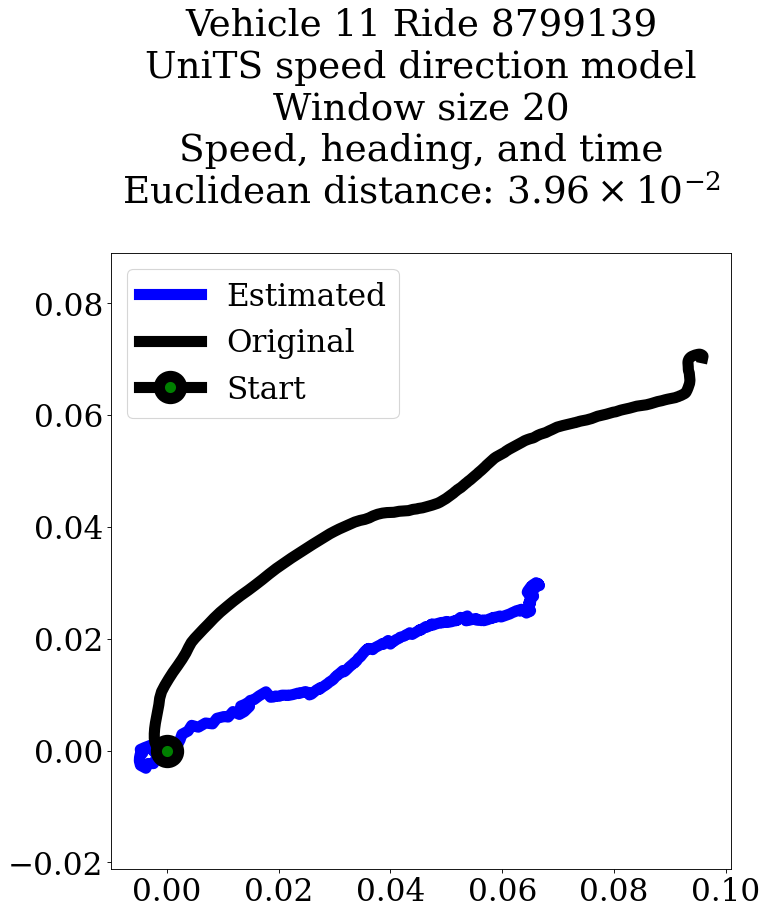 Vehicle 11 Ride 8799139
UniTS speed direction model
Window size 20
Speed, heading, and time
Euclidean distance: 3.96 × 10⁻²
Estimated
Original
Start
0.08
0.06
0.04
0.02
0.00
−0.02
0.00 0.02 0.04 0.06 0.08 0.10